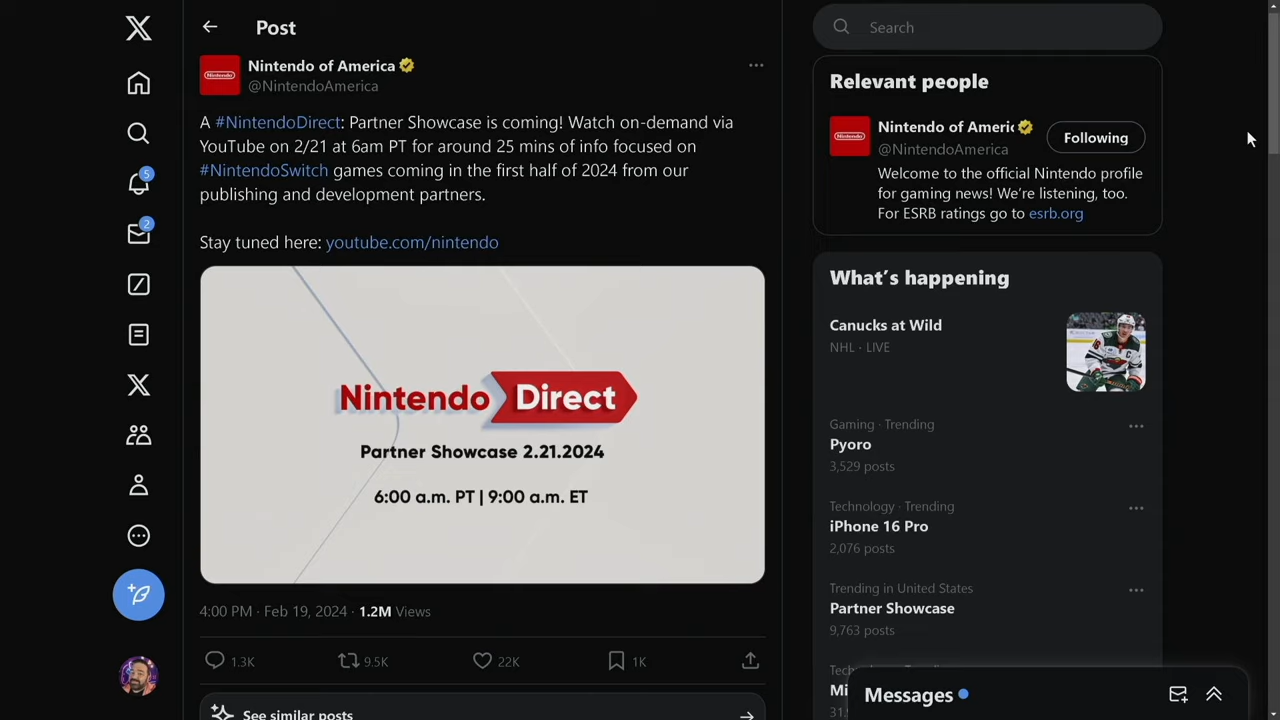 Post
Nintendo of America
@NintendoAmerica
A #NintendoDirect: Partner Showcase is coming! Watch on-demand via
YouTube on 2/21 at 6am PT for around 25 mins of info focused on
#NintendoSwitch games coming in the first half of 2024 from our
publishing and development partners.
Stay tuned here: youtube.com/nintendo
Nintendo Direct
Partner Showcase 2.21.2024
6:00 a.m. PT | 9:00 a.m. ET
4:00 PM · Feb 19, 2024 · 1.2M Views
1.3K 9.5K 22K 1K
See similar posts
5
2
Search
Relevant people
Nintendo of Americ
@NintendoAmerica
Following
Welcome to the official Nintendo profile
for gaming news! We're listening, too.
For ESRB ratings go to esrb.org
What's happening
Canucks at Wild
NHL · LIVE
Gaming · Trending
Pyoro
3,529 posts
Technology · Trending
iPhone 16 Pro
2,076 posts
Trending in United States
Partner Showcase
9,763 posts
Messages